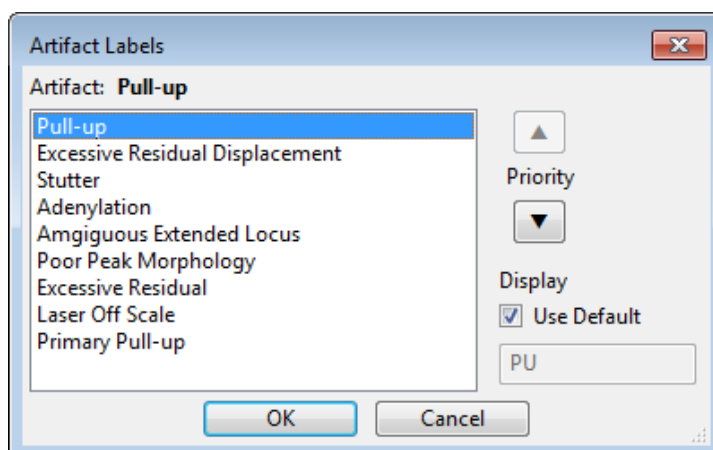 Artifact Labels
Artifact: Pull-up
Pull-up
Excessive Residual Displacement
Stutter
Adenylation
Amgiguous Extended Locus
Poor Peak Morphology
Excessive Residual
Laser Off Scale
Primary Pull-up
Priority
Display
Use Default
PU
OK Cancel